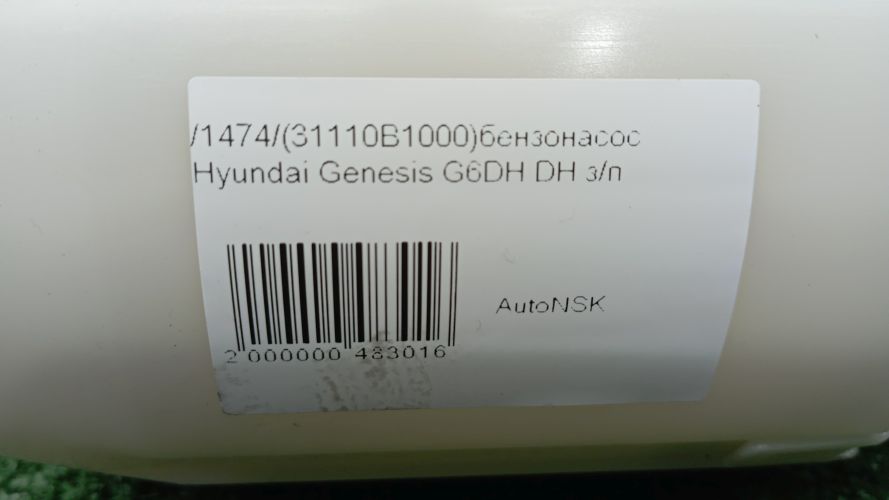 /1474/(31110B1000)бензонасос
Hyundai Genesis G6DH DH з/п
AutoNSK
2 000000 483016